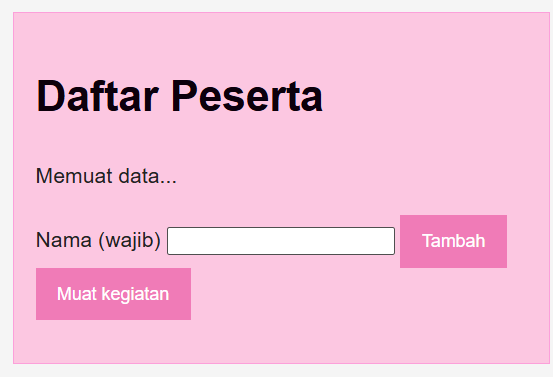 Daftar Peserta
Memuat data...
Nama (wajib) Tambah
Muat kegiatan